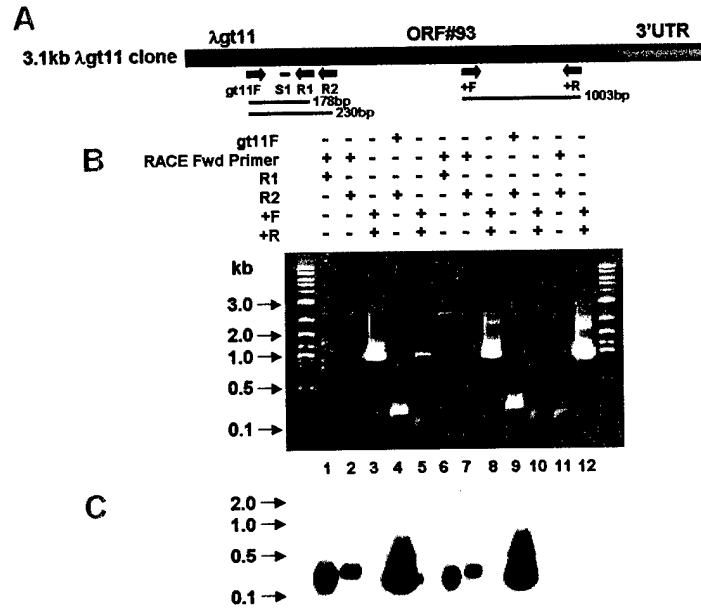 A
λgt11 ORF#93 3'UTR
3.1kb λgt11 clone
gt11F S1 R1 R2 +F +R
178bp 1003bp
230bp
B
gt11F - - - + - - - - + - - -
RACE Fwd Primer + + - - - + + - - - + -
R1 + - - - - + - - - - - -
R2 - + - + - - + - + - + -
+F - - + - + - - + - + - +
+R - - + - + - - + - + - +
kb
3.0
2.0
1.0
0.5
0.1
1 2 3 4 5 6 7 8 9 10 11 12
C
2.0
1.0
0.5
0.1